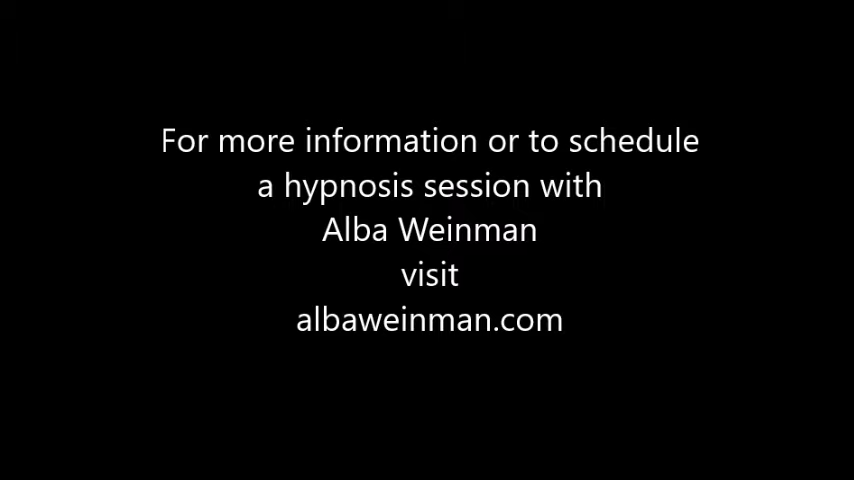 For more information or to schedule
a hypnosis session with
Alba Weinman
visit
albaweinman.com